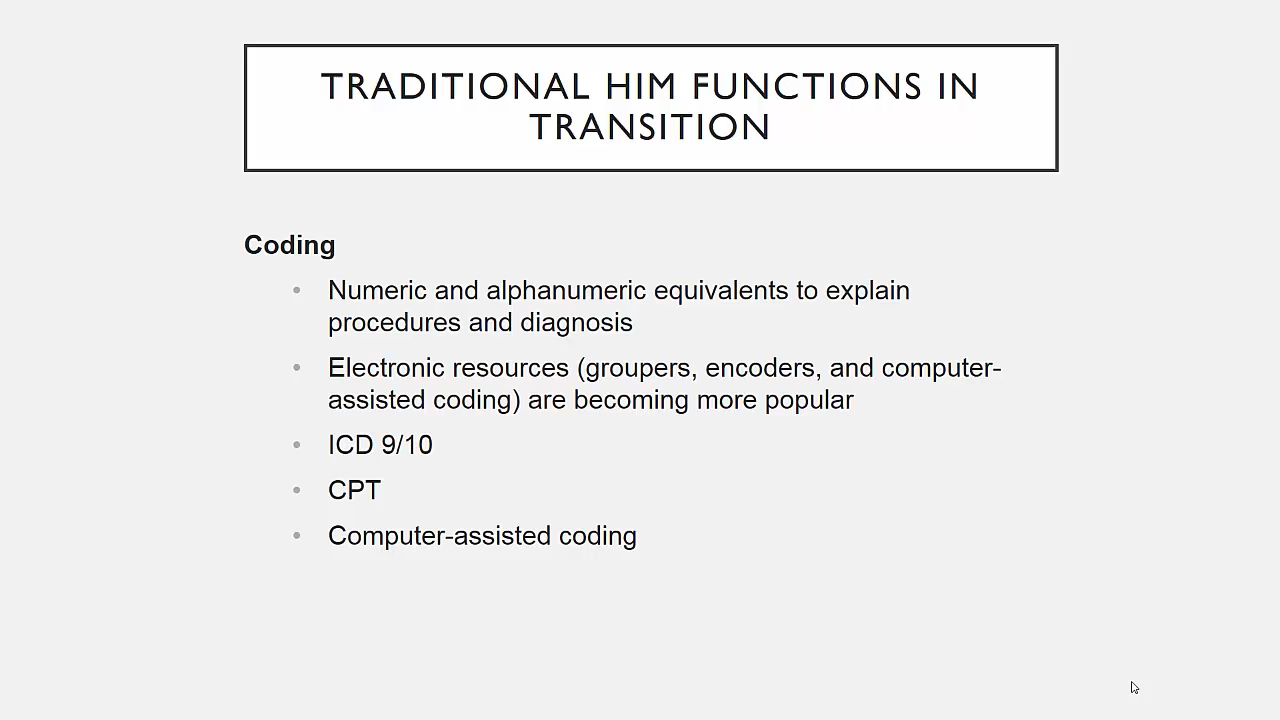 TRADITIONAL HIM FUNCTIONS IN
TRANSITION
Coding
• Numeric and alphanumeric equivalents to explain
procedures and diagnosis
• Electronic resources (groupers, encoders, and computer-
assisted coding) are becoming more popular
• ICD 9/10
• CPT
• Computer-assisted coding